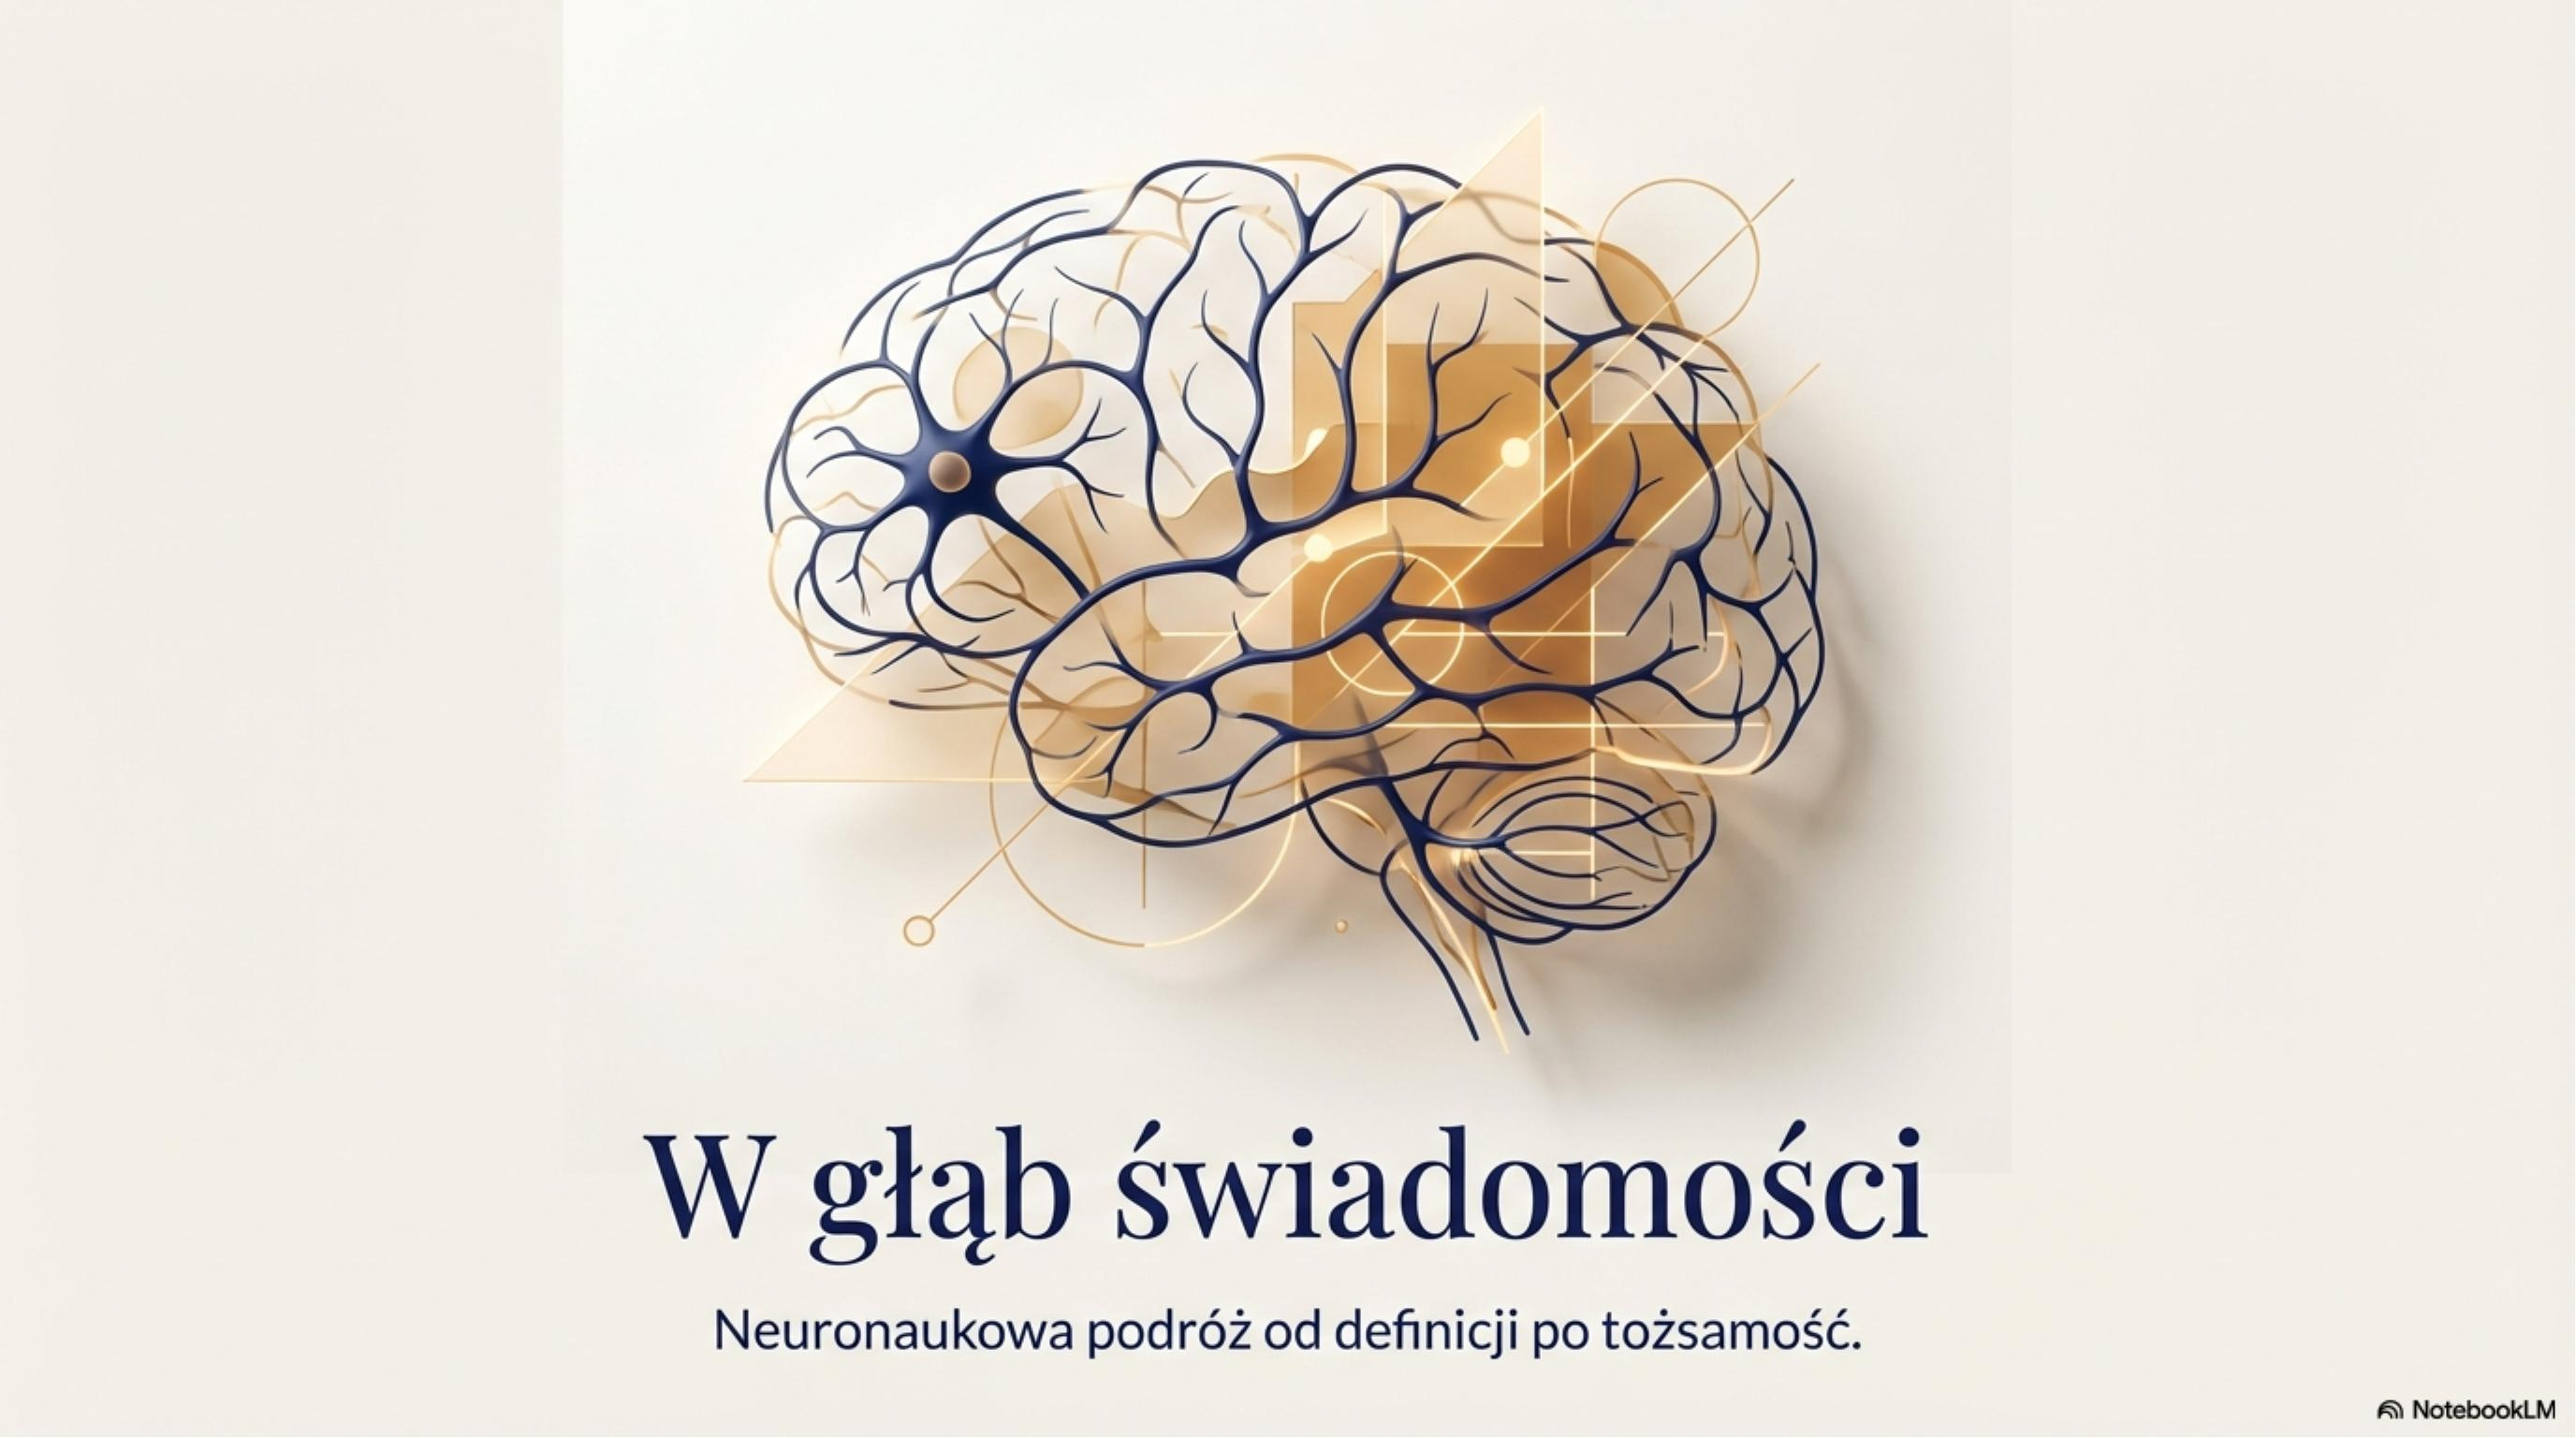 W głąb świadomości
Neuronaukowa podróż od definicji po tożsamość.
NotebookLM